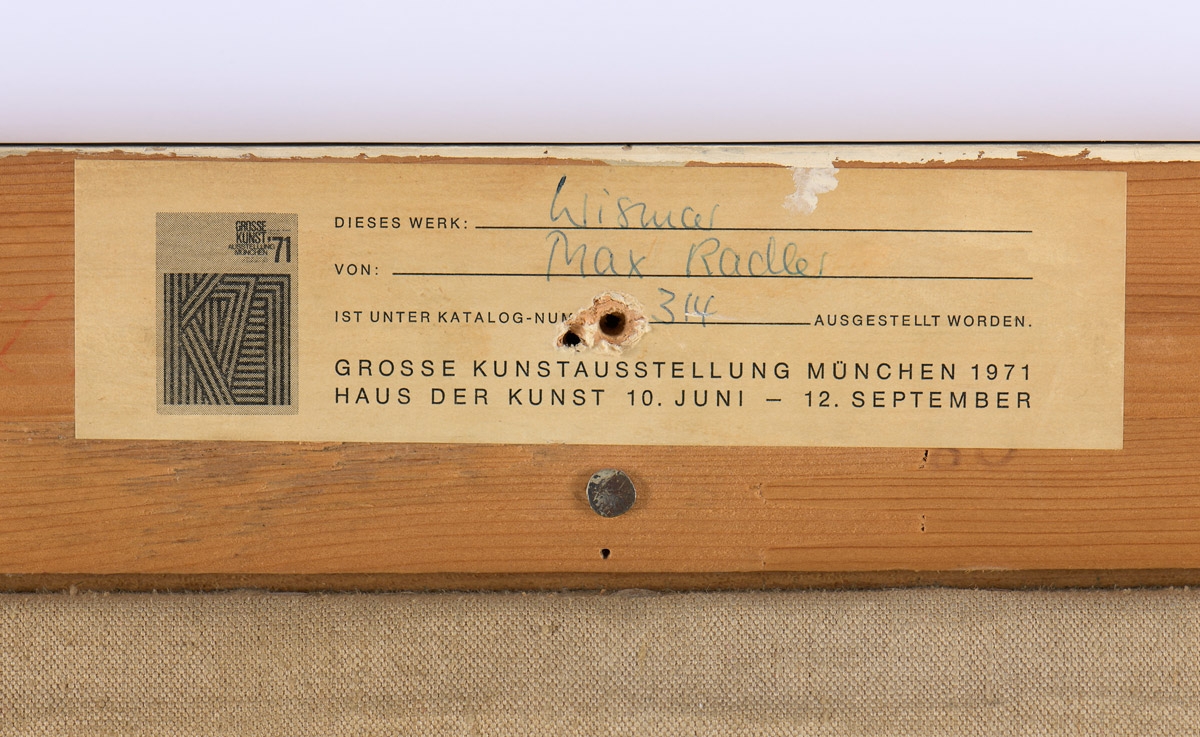 GROSSE
KUNST
AUSSTELLUNG
MÜNCHEN '71
K71
DIESES WERK: Wismar
VON: Max Radler
IST UNTER KATALOG-NUM 314 AUSGESTELLT WORDEN.
GROSSE KUNSTAUSSTELLUNG MÜNCHEN 1971
HAUS DER KUNST 10. JUNI – 12. SEPTEMBER